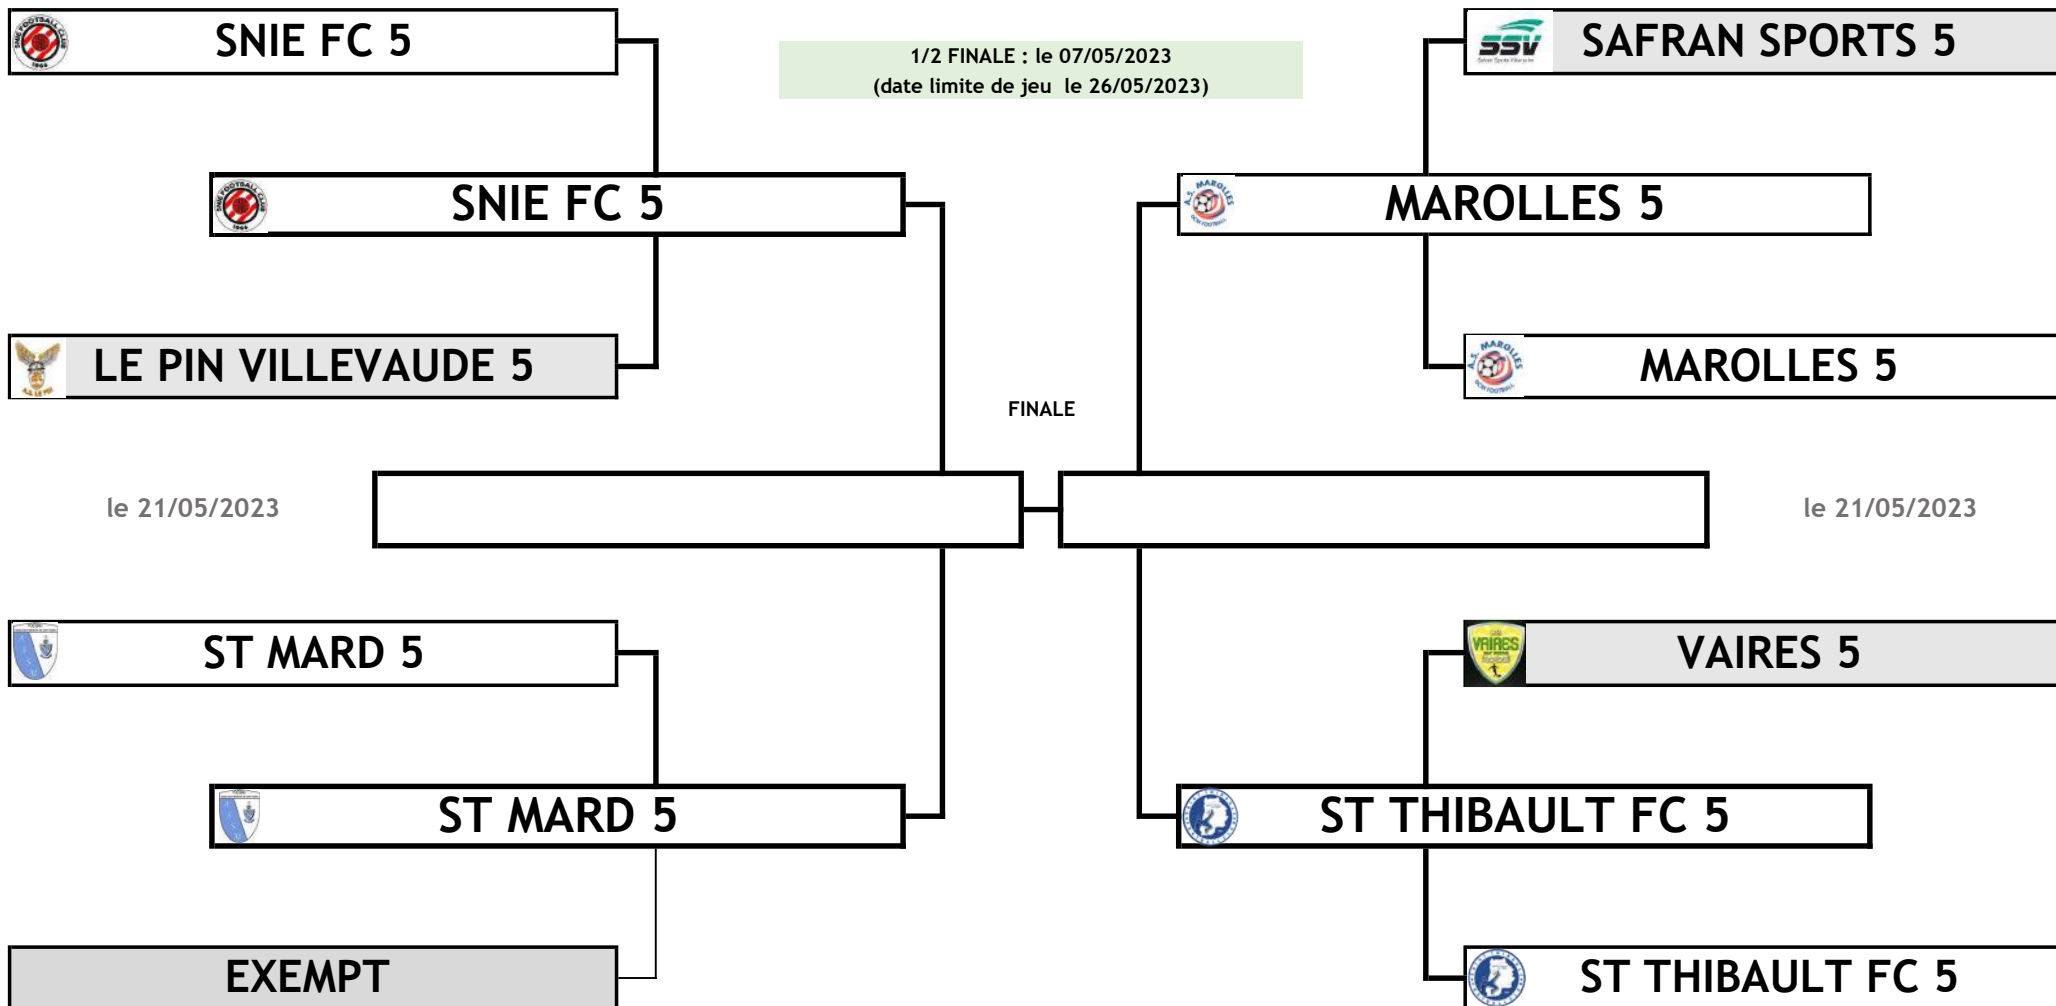 SNIE FC 5
1/2 FINALE : le 07/05/2023
(date limite de jeu le 26/05/2023)
SSV SAFRAN SPORTS 5
SNIE FC 5
MAROLLES 5
LE PIN VILLEVAUDE 5
MAROLLES 5
FINALE
le 21/05/2023
le 21/05/2023
ST MARD 5
VAIRES
VAIRES 5
ST MARD 5
ST THIBAULT FC 5
EXEMPT
ST THIBAULT FC 5